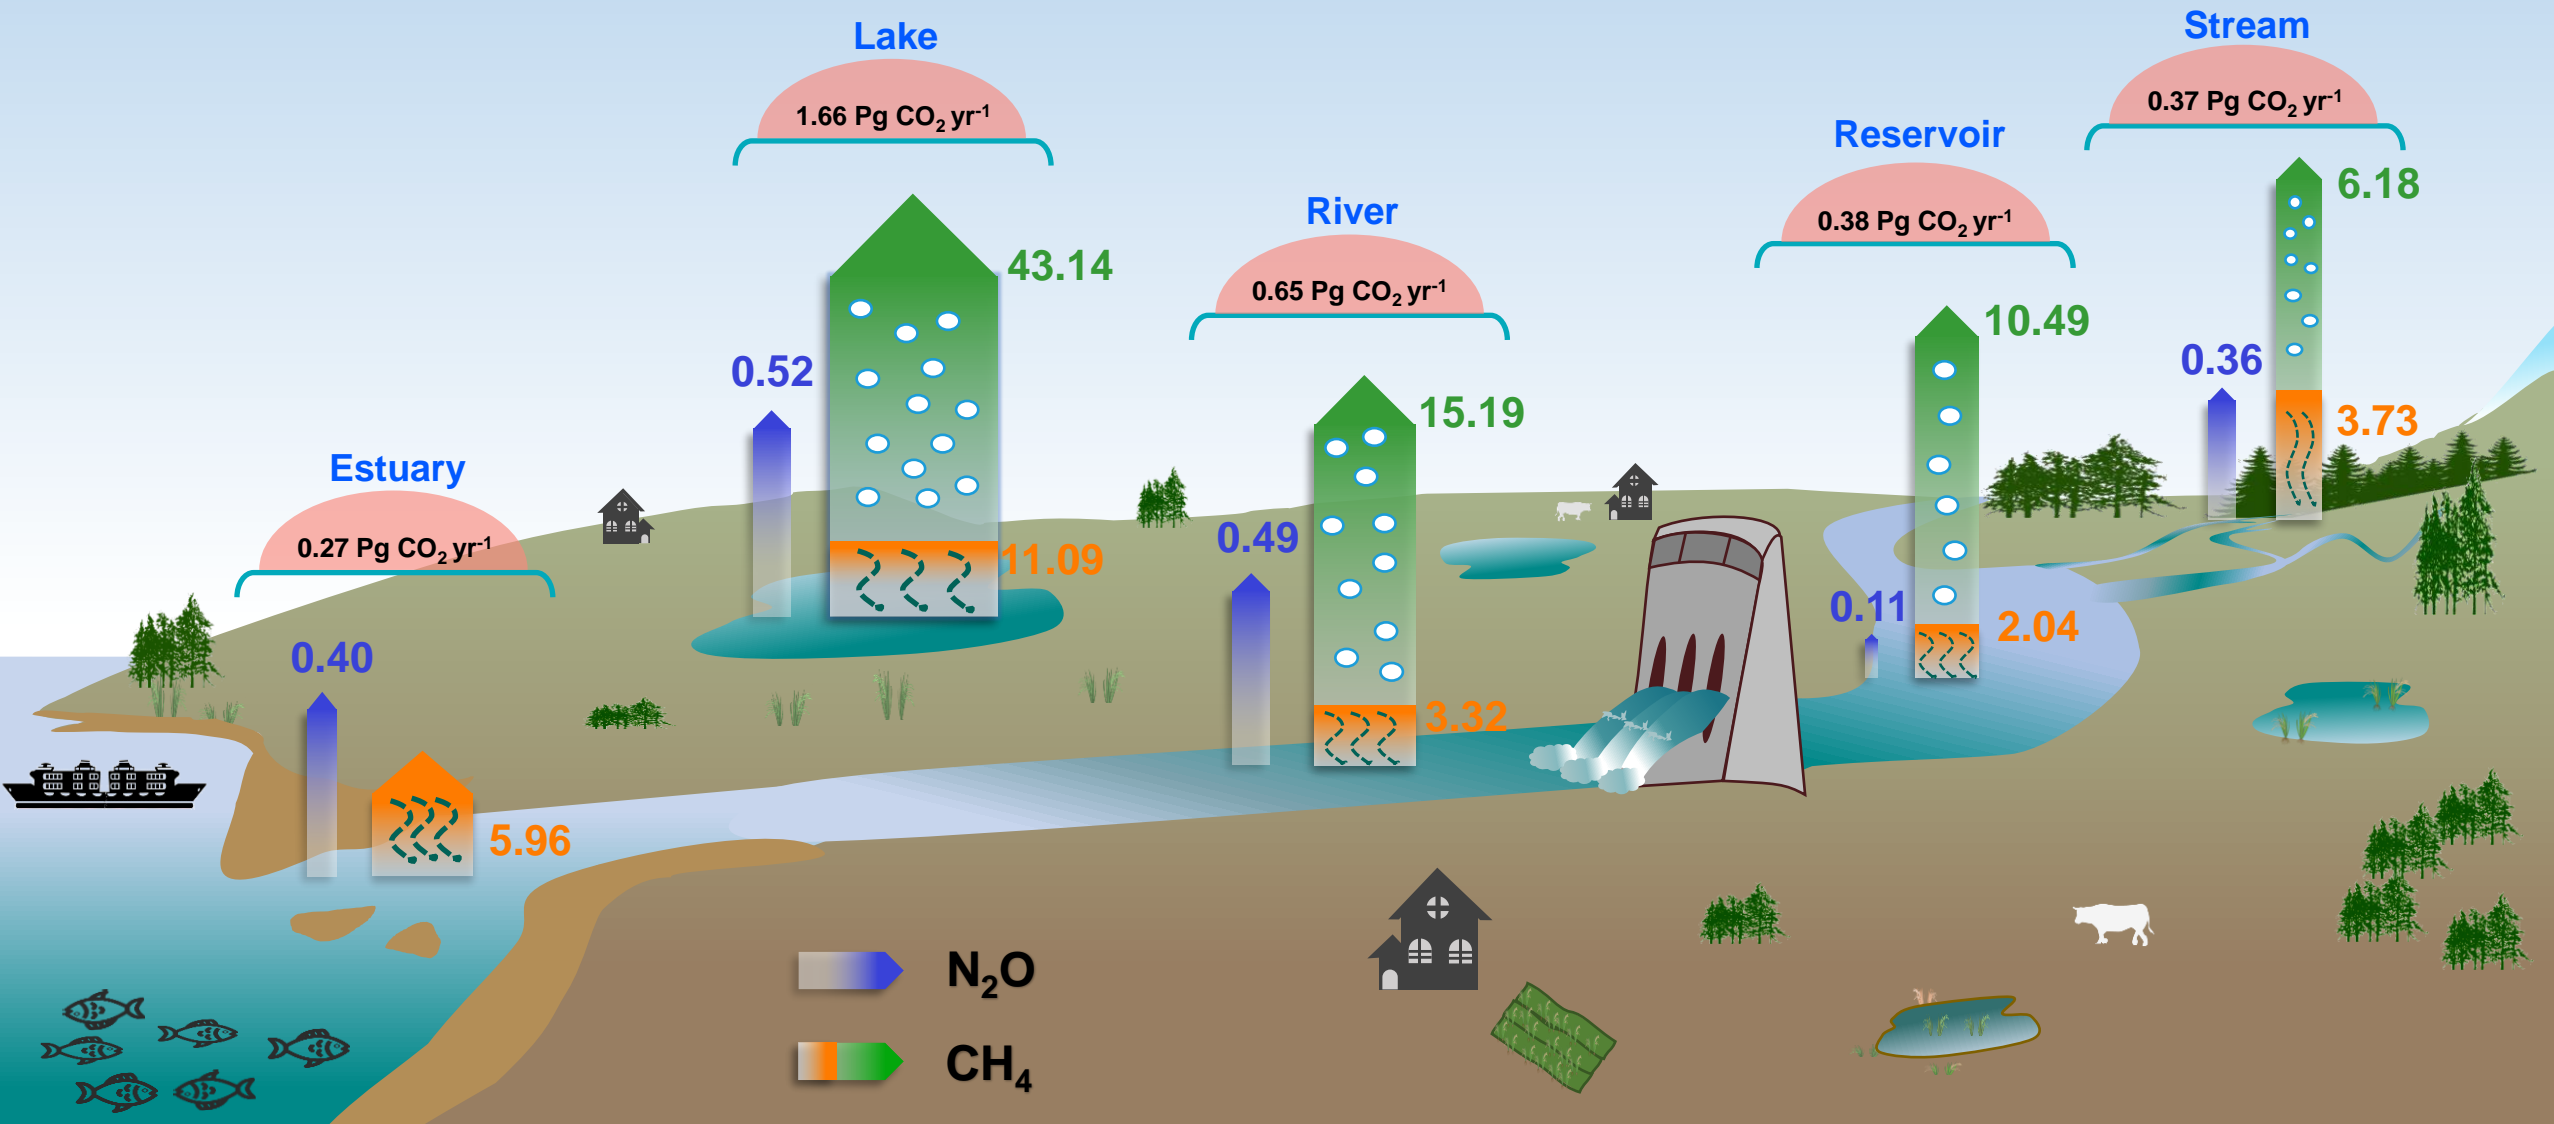 Lake
1.66 Pg CO₂ yr⁻¹
43.14
0.52
11.09
Stream
0.37 Pg CO₂ yr⁻¹
6.18
0.36
3.73
Reservoir
0.38 Pg CO₂ yr⁻¹
10.49
0.11
2.04
River
0.65 Pg CO₂ yr⁻¹
15.19
0.49
3.32
Estuary
0.27 Pg CO₂ yr⁻¹
0.40
5.96
N₂O
CH₄